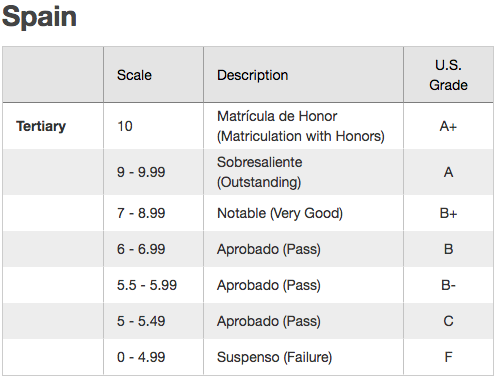 Spain
Scale Description U.S. Grade
Tertiary 10 Matrícula de Honor (Matriculation with Honors) A+
9 - 9.99 Sobresaliente (Outstanding) A
7 - 8.99 Notable (Very Good) B+
6 - 6.99 Aprobado (Pass) B
5.5 - 5.99 Aprobado (Pass) B-
5 - 5.49 Aprobado (Pass) C
0 - 4.99 Suspenso (Failure) F